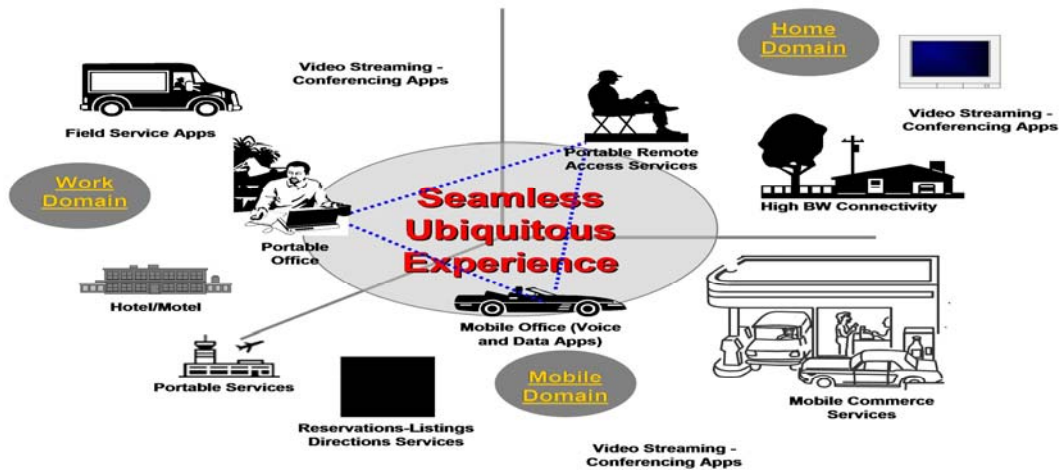 Home
Domain
Video Streaming -
Conferencing Apps
Field Service Apps
Video Streaming -
Conferencing Apps
Portable Remote
Access Services
Work
Domain
High BW Connectivity
Seamless
Ubiquitous
Experience
Portable
Office
Hotel/Motel
Mobile Office (Voice
and Data Apps)
Portable Services
Mobile
Domain
Mobile Commerce
Services
Reservations-Listings
Directions Services
Video Streaming -
Conferencing Apps